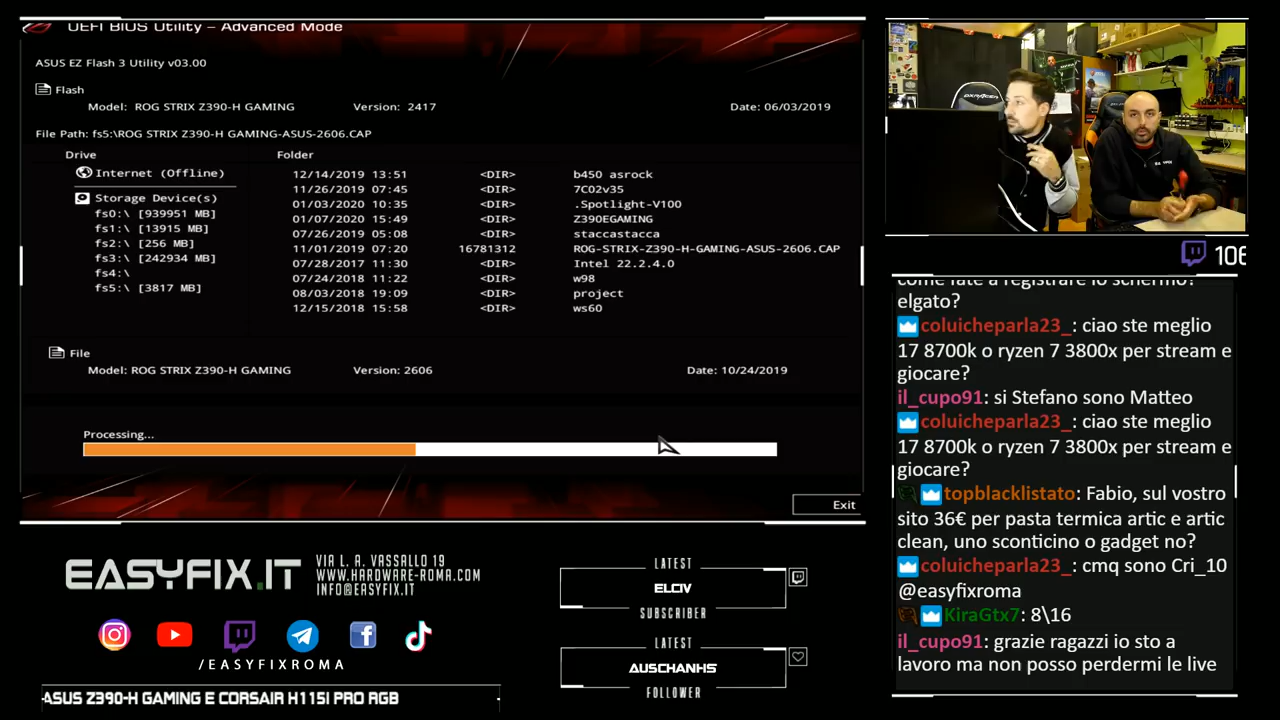 UEFI BIOS Utility – Advanced Mode
ASUS EZ Flash 3 Utility v03.00
Flash
Model: ROG STRIX Z390-H GAMING Version: 2417 Date: 06/03/2019
File Path: fs5:\ROG STRIX Z390-H GAMING-ASUS-2606.CAP
Drive Folder
Internet (Offline)
Storage Device(s)
fs0:\ [939951 MB]
fs1:\ [13915 MB]
fs2:\ [256 MB]
fs3:\ [242934 MB]
fs4:\
fs5:\ [3817 MB]
12/14/2019 13:51 <DIR> b450 asrock
11/26/2019 07:45 <DIR> 7C02v35
01/03/2020 10:35 <DIR> .Spotlight-V100
01/07/2020 15:49 <DIR> Z390EGAMING
07/26/2019 05:08 <DIR> staccastacca
11/01/2019 07:20 16781312 ROG-STRIX-Z390-H-GAMING-ASUS-2606.CAP
07/28/2017 11:30 <DIR> Intel 22.2.4.0
07/24/2018 11:22 <DIR> w98
08/03/2018 19:09 <DIR> project
12/15/2018 15:58 <DIR> ws60
File
Model: ROG STRIX Z390-H GAMING Version: 2606 Date: 10/24/2019
Processing...
Exit
106
come fate a registrare lo schermo?
elgato?
coluicheparla23_: ciao ste meglio
17 8700k o ryzen 7 3800x per stream e
giocare?
il_cupo91: si Stefano sono Matteo
coluicheparla23_: ciao ste meglio
17 8700k o ryzen 7 3800x per stream e
giocare?
topblacklistato: Fabio, sul vostro
sito 36€ per pasta termica artic e artic
clean, uno sconticino o gadget no?
coluicheparla23_: cmq sono Cri_10
@easyfixroma
KiraGtx7: 8\16
il_cupo91: grazie ragazzi io sto a
lavoro ma non posso perdermi le live
EASYFIX.IT
VIA L. A. VASSALLO 19
WWW.HARDWARE-ROMA.COM
INFO@EASYFIX.IT
/EASYFIXROMA
LATEST
ELCIV
SUBSCRIBER
LATEST
AUSCHANHS
FOLLOWER
ASUS Z390-H GAMING E CORSAIR H115I PRO RGB